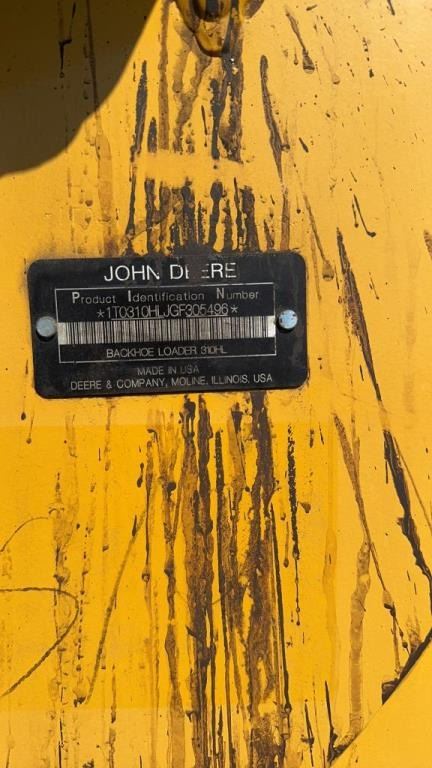 JOHN DEERE
Product Identification Number
*1T0310HLJGF305496*
BACKHOE LOADER 310HL
MADE IN USA
DEERE & COMPANY, MOLINE, ILLINOIS, USA